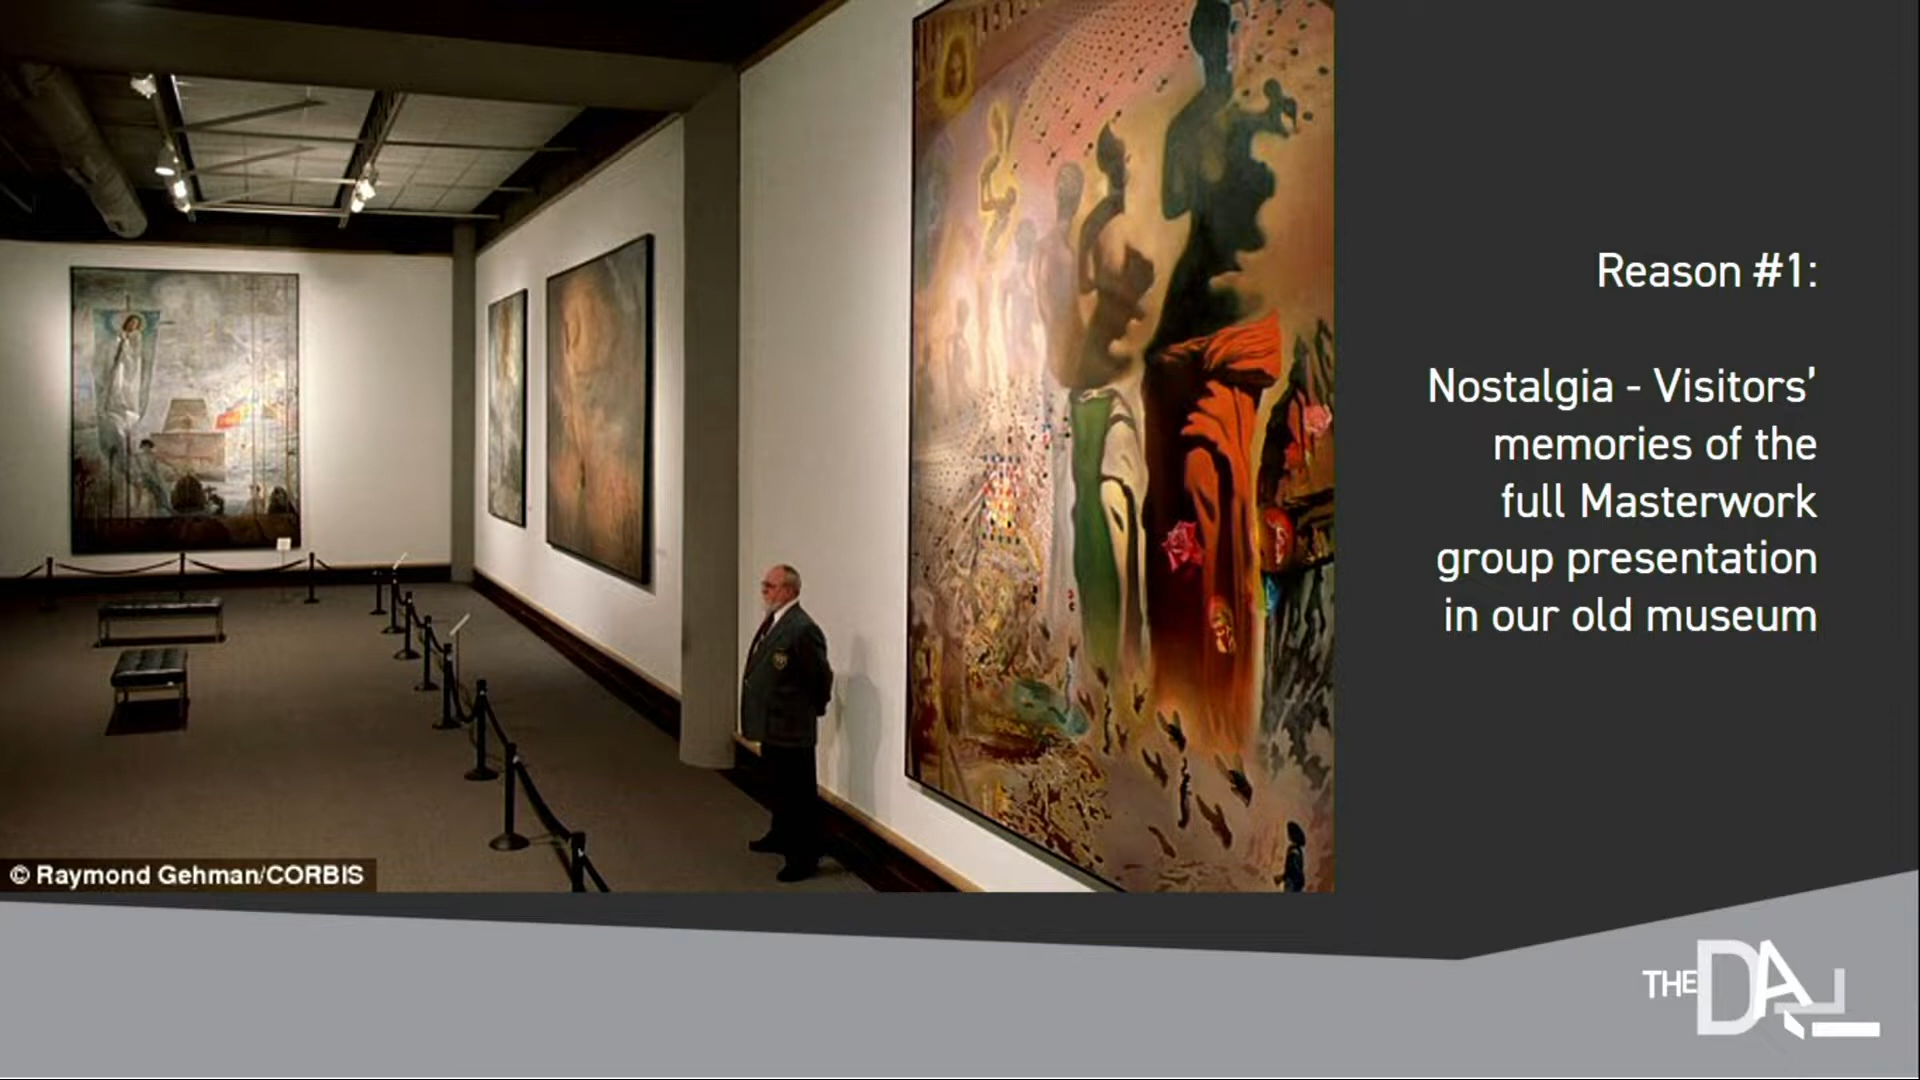 Reason #1:
Nostalgia - Visitors’
memories of the
full Masterwork
group presentation
in our old museum
© Raymond Gehman/CORBIS
THE DALÍ